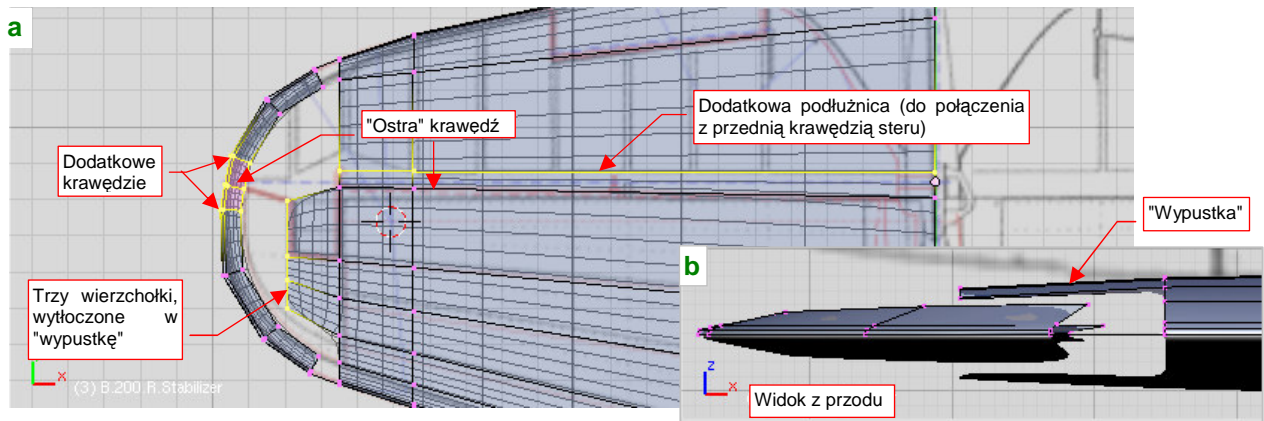 a
"Ostra" krawędź
Dodatkowa podłużnica (do połączenia
z przednią krawędzią steru)
Dodatkowe
krawędzie
"Wypustka"
b
Trzy wierzchołki,
wytłoczone w
"wypustkę"
x
(3) B.200.R.Stabilizer
z
x
Widok z przodu